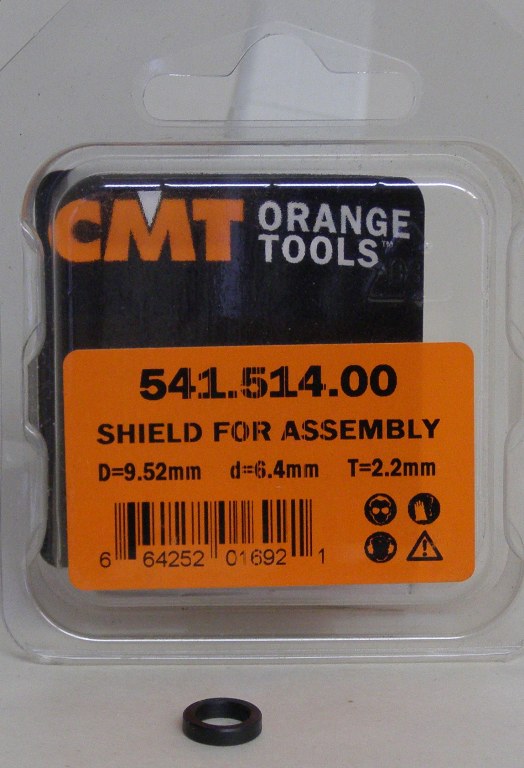 CMT ORANGE
TOOLS™
541.514.00
SHIELD FOR ASSEMBLY
D=9.52mm d=6.4mm T=2.2mm
6 64252 01692 1